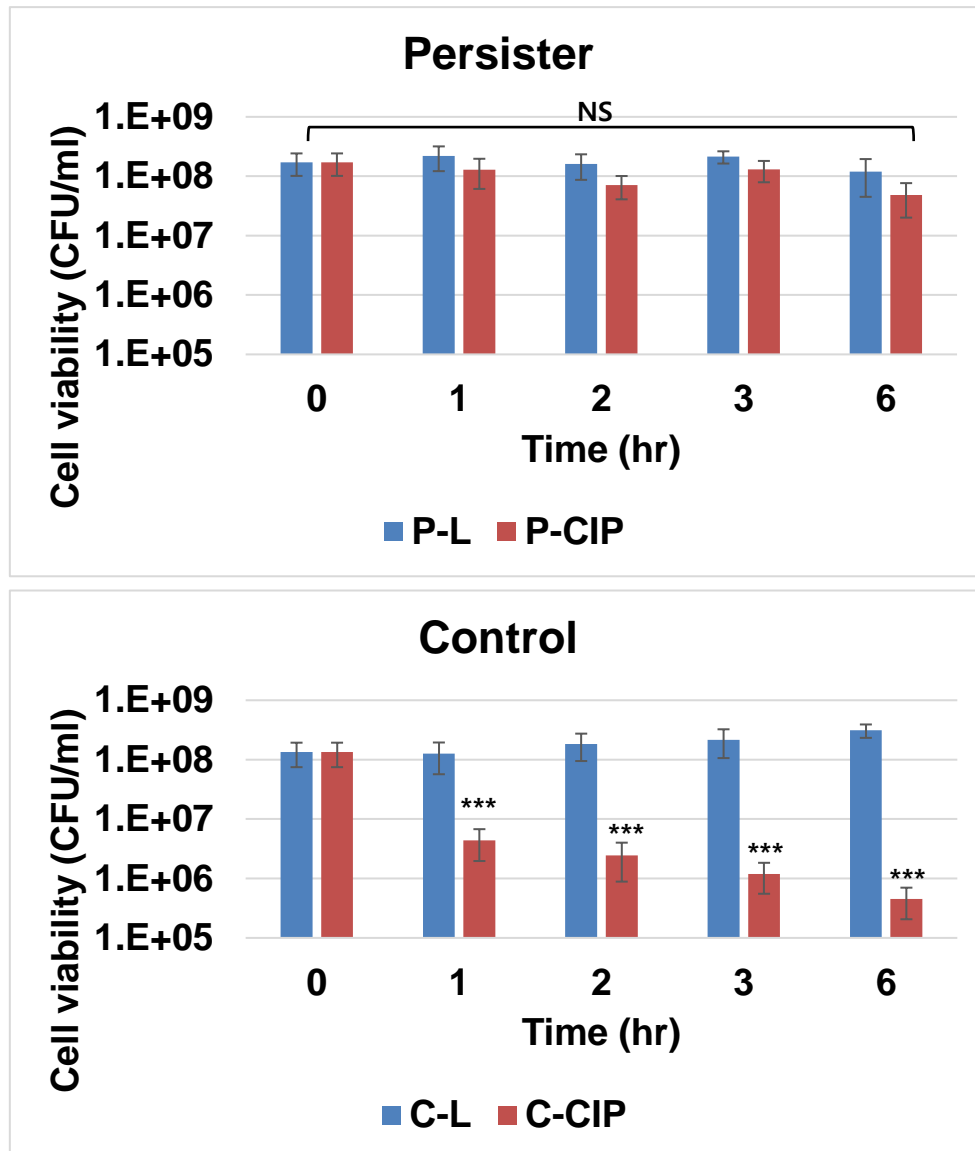 Persister
NS
1.E+09
1.E+08
1.E+07
1.E+06
1.E+05
Cell viability (CFU/ml)
0 1 2 3 6
Time (hr)
P-L P-CIP
Control
1.E+09
1.E+08
1.E+07
1.E+06
1.E+05
Cell viability (CFU/ml)
*** *** *** ***
0 1 2 3 6
Time (hr)
C-L C-CIP